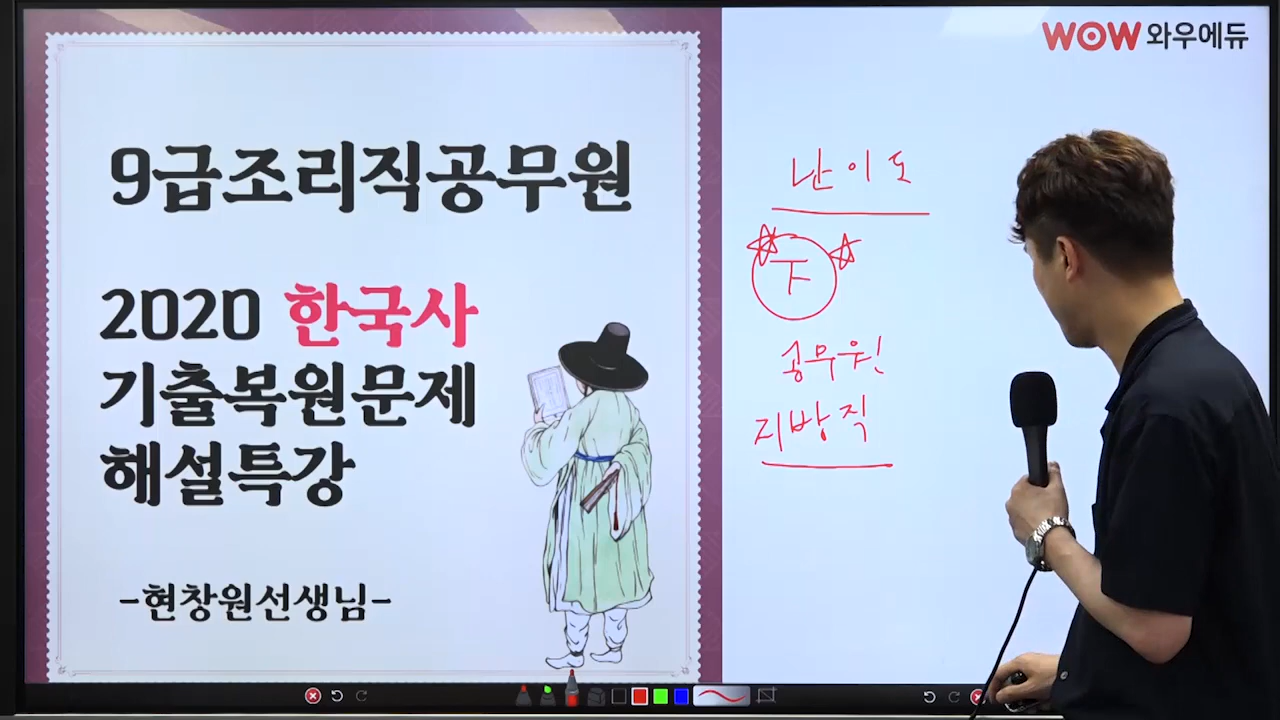 WOW 와우에듀
9급조리직공무원
2020 한국사
기출복원문제
해설특강
-현창원선생님-
난이도
下
공무원
지방직